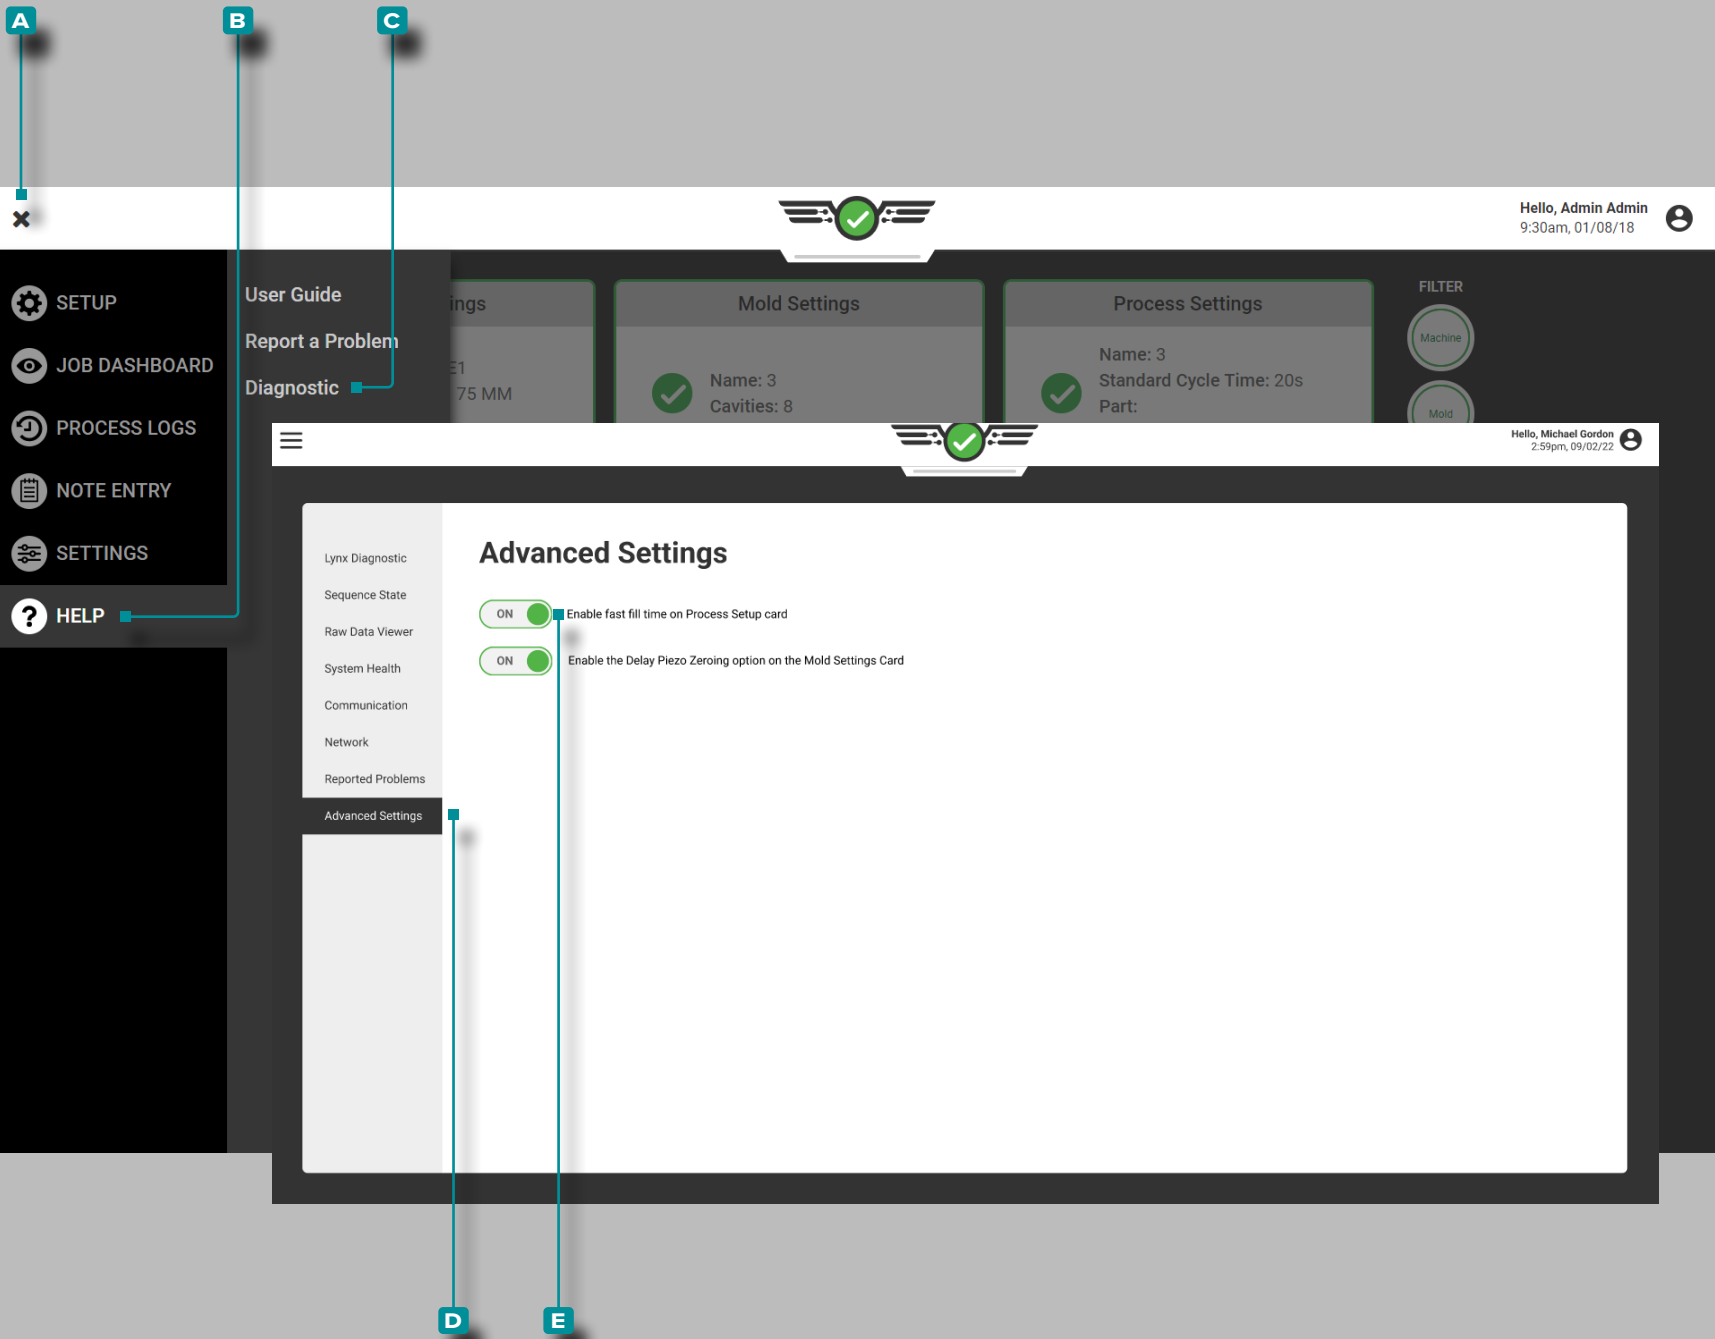 A
B
C
Hello, Admin Admin
9:30am, 01/08/18
SETUP
JOB DASHBOARD
PROCESS LOGS
NOTE ENTRY
SETTINGS
HELP
User Guide
Report a Problem
Diagnostic
ings
E1
75 MM
Mold Settings
Name: 3
Cavities: 8
Process Settings
Name: 3
Standard Cycle Time: 20s
Part:
FILTER
Machine
Mold
Hello, Michael Gordon
2:59pm, 09/02/22
Lynx Diagnostic
Sequence State
Raw Data Viewer
System Health
Communication
Network
Reported Problems
Advanced Settings
Advanced Settings
ON Enable fast fill time on Process Setup card
ON Enable the Delay Piezo Zeroing option on the Mold Settings Card
D
E